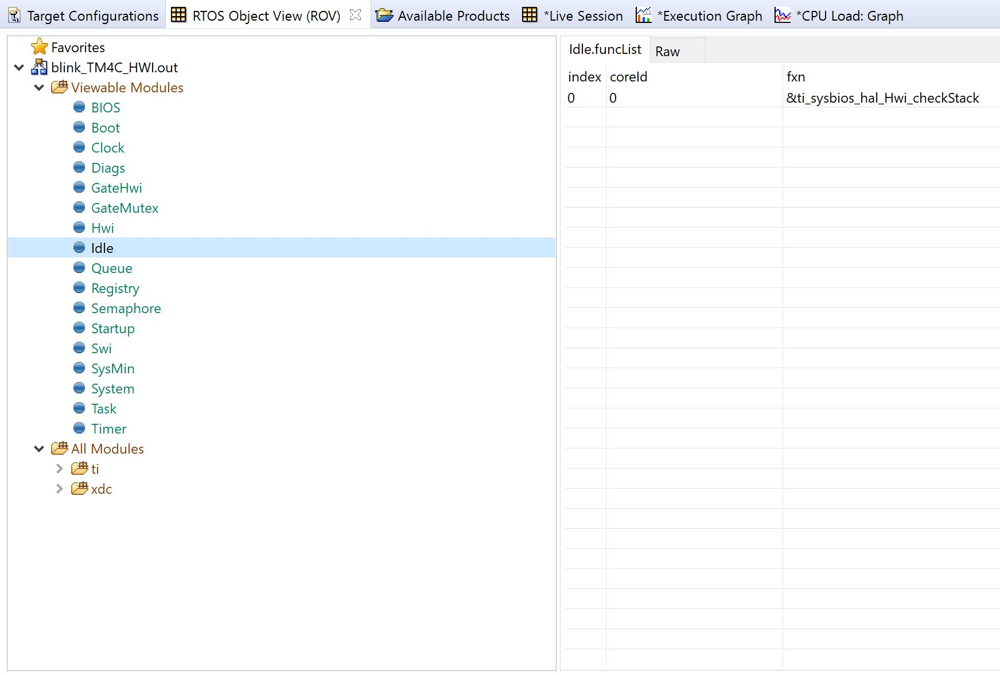 Target Configurations RTOS Object View (ROV) Available Products *Live Session *Execution Graph *CPU Load: Graph
Favorites
blink_TM4C_HWI.out
Viewable Modules
BIOS
Boot
Clock
Diags
GateHwi
GateMutex
Hwi
Idle
Queue
Registry
Semaphore
Startup
Swi
SysMin
System
Task
Timer
All Modules
ti
xdc
Idle.funcList Raw
index coreId fxn
0 0 &ti_sysbios_hal_Hwi_checkStack